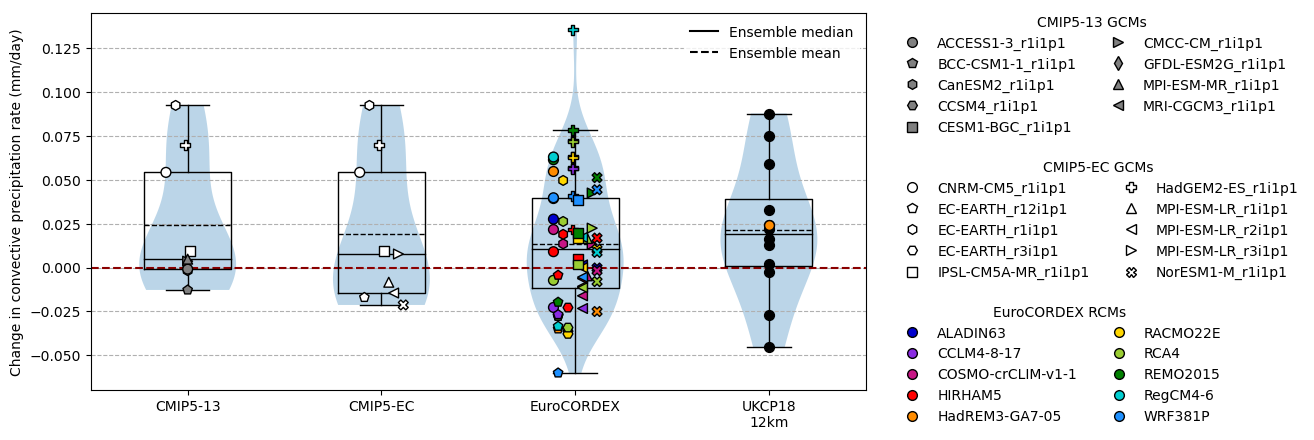 Change in convective precipitation rate (mm/day)
0.125
0.100
0.075
0.050
0.025
0.000
−0.025
−0.050
CMIP5-13
CMIP5-EC
EuroCORDEX
UKCP18
12km
Ensemble median
Ensemble mean
CMIP5-13 GCMs
ACCESS1-3_r1i1p1
BCC-CSM1-1_r1i1p1
CanESM2_r1i1p1
CCSM4_r1i1p1
CESM1-BGC_r1i1p1
CMCC-CM_r1i1p1
GFDL-ESM2G_r1i1p1
MPI-ESM-MR_r1i1p1
MRI-CGCM3_r1i1p1
CMIP5-EC GCMs
CNRM-CM5_r1i1p1
EC-EARTH_r12i1p1
EC-EARTH_r1i1p1
EC-EARTH_r3i1p1
IPSL-CM5A-MR_r1i1p1
HadGEM2-ES_r1i1p1
MPI-ESM-LR_r1i1p1
MPI-ESM-LR_r2i1p1
MPI-ESM-LR_r3i1p1
NorESM1-M_r1i1p1
EuroCORDEX RCMs
ALADIN63
CCLM4-8-17
COSMO-crCLIM-v1-1
HIRHAM5
HadREM3-GA7-05
RACMO22E
RCA4
REMO2015
RegCM4-6
WRF381P